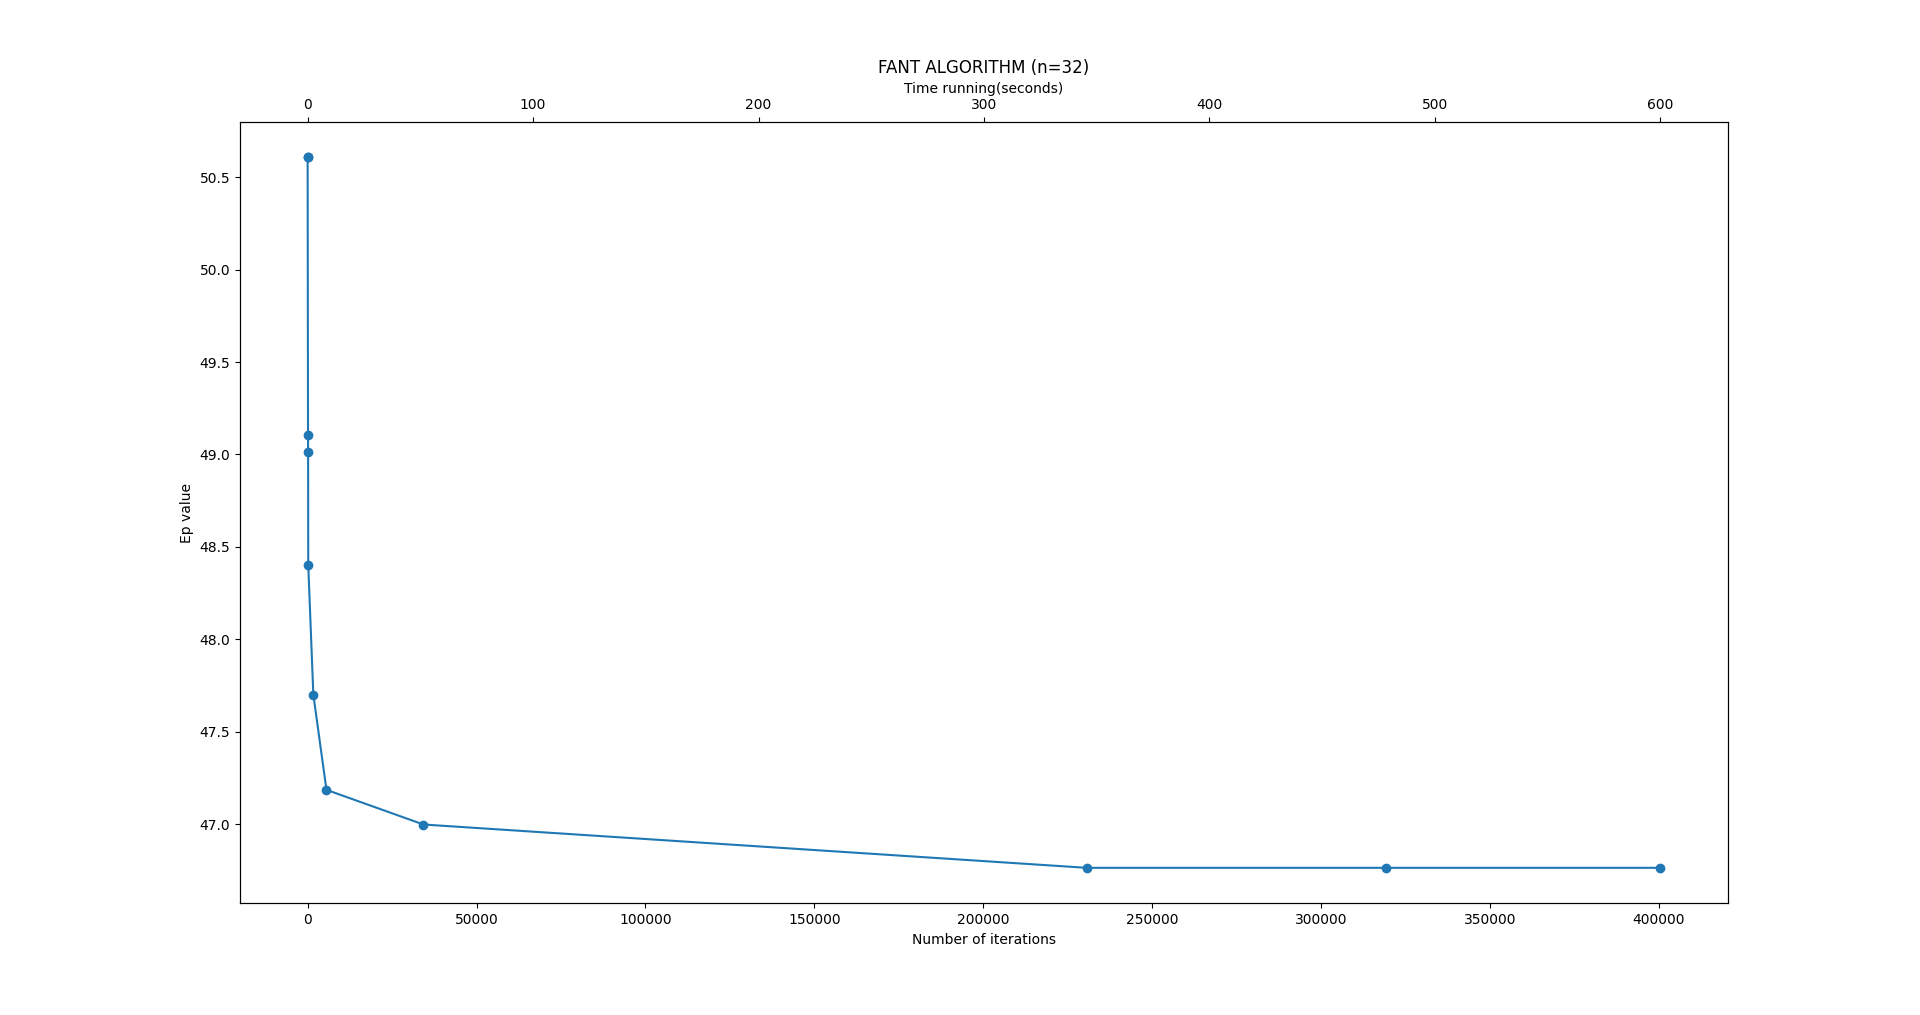 FANT ALGORITHM (n=32)
Time running(seconds)
0 100 200 300 400 500 600
50.5
50.0
49.5
49.0
48.5
48.0
47.5
47.0
Ep value
0 50000 100000 150000 200000 250000 300000 350000 400000
Number of iterations